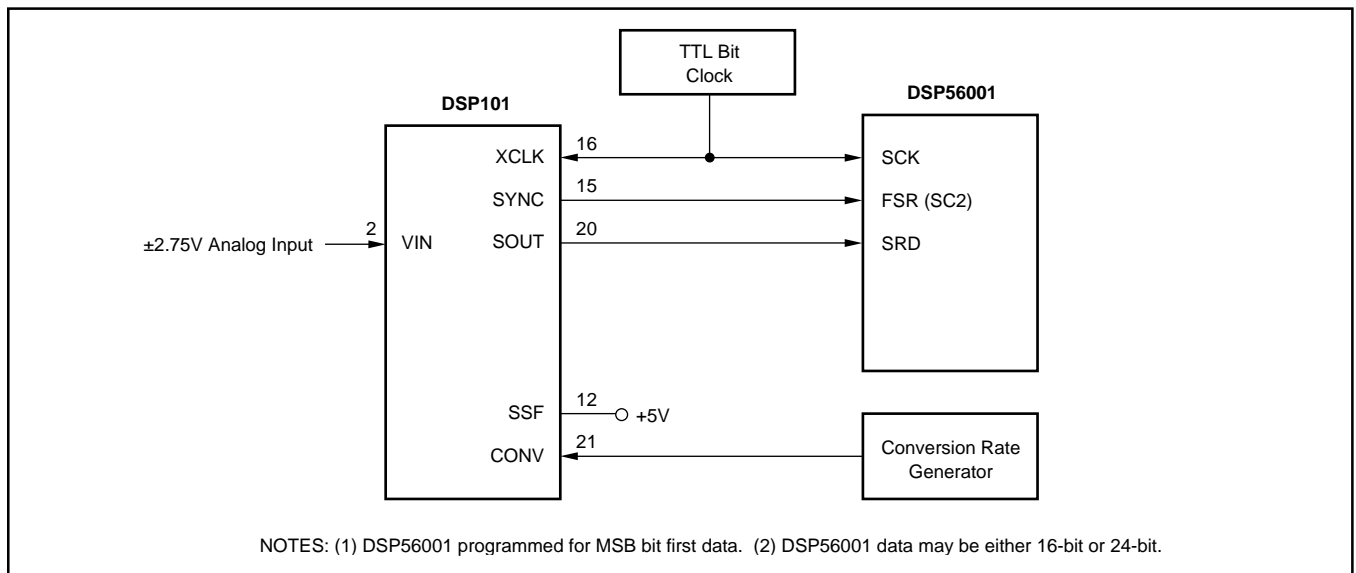 TTL Bit
Clock
DSP101
DSP56001
XCLK
16
SCK
SYNC
15
FSR (SC2)
±2.75V Analog Input
2
VIN
SOUT
20
SRD
SSF
12
+5V
CONV
21
Conversion Rate
Generator
NOTES: (1) DSP56001 programmed for MSB bit first data. (2) DSP56001 data may be either 16-bit or 24-bit.